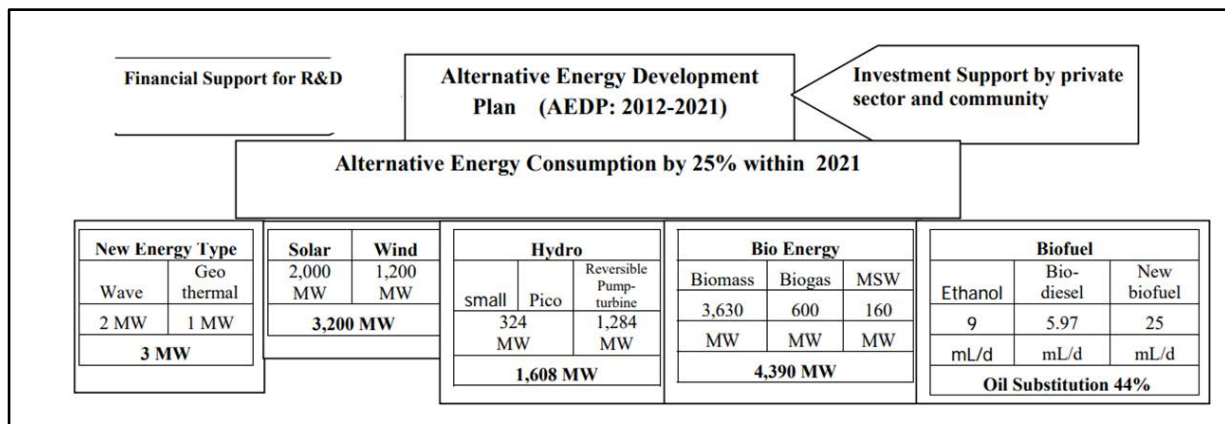 Financial Support for R&D
Alternative Energy Development
Plan (AEDP: 2012-2021)
Investment Support by private
sector and community
Alternative Energy Consumption by 25% within 2021
New Energy Type
Wave
Geo
thermal
2 MW
1 MW
3 MW
Solar
Wind
2,000
MW
1,200
MW
3,200 MW
Hydro
small
Pico
Reversible
Pump-
turbine
324
MW
1,284
MW
1,608 MW
Bio Energy
Biomass
Biogas
MSW
3,630
600
160
MW
MW
MW
4,390 MW
Biofuel
Ethanol
Bio-
diesel
New
biofuel
9
5.97
25
mL/d
mL/d
mL/d
Oil Substitution 44%